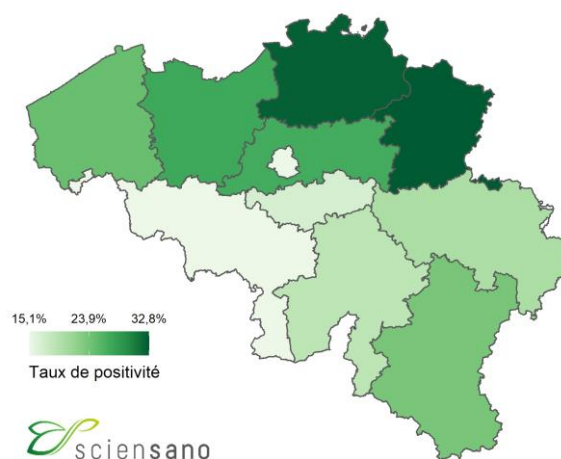 15,1% 23,9% 32,8%
Taux de positivité
sciensano